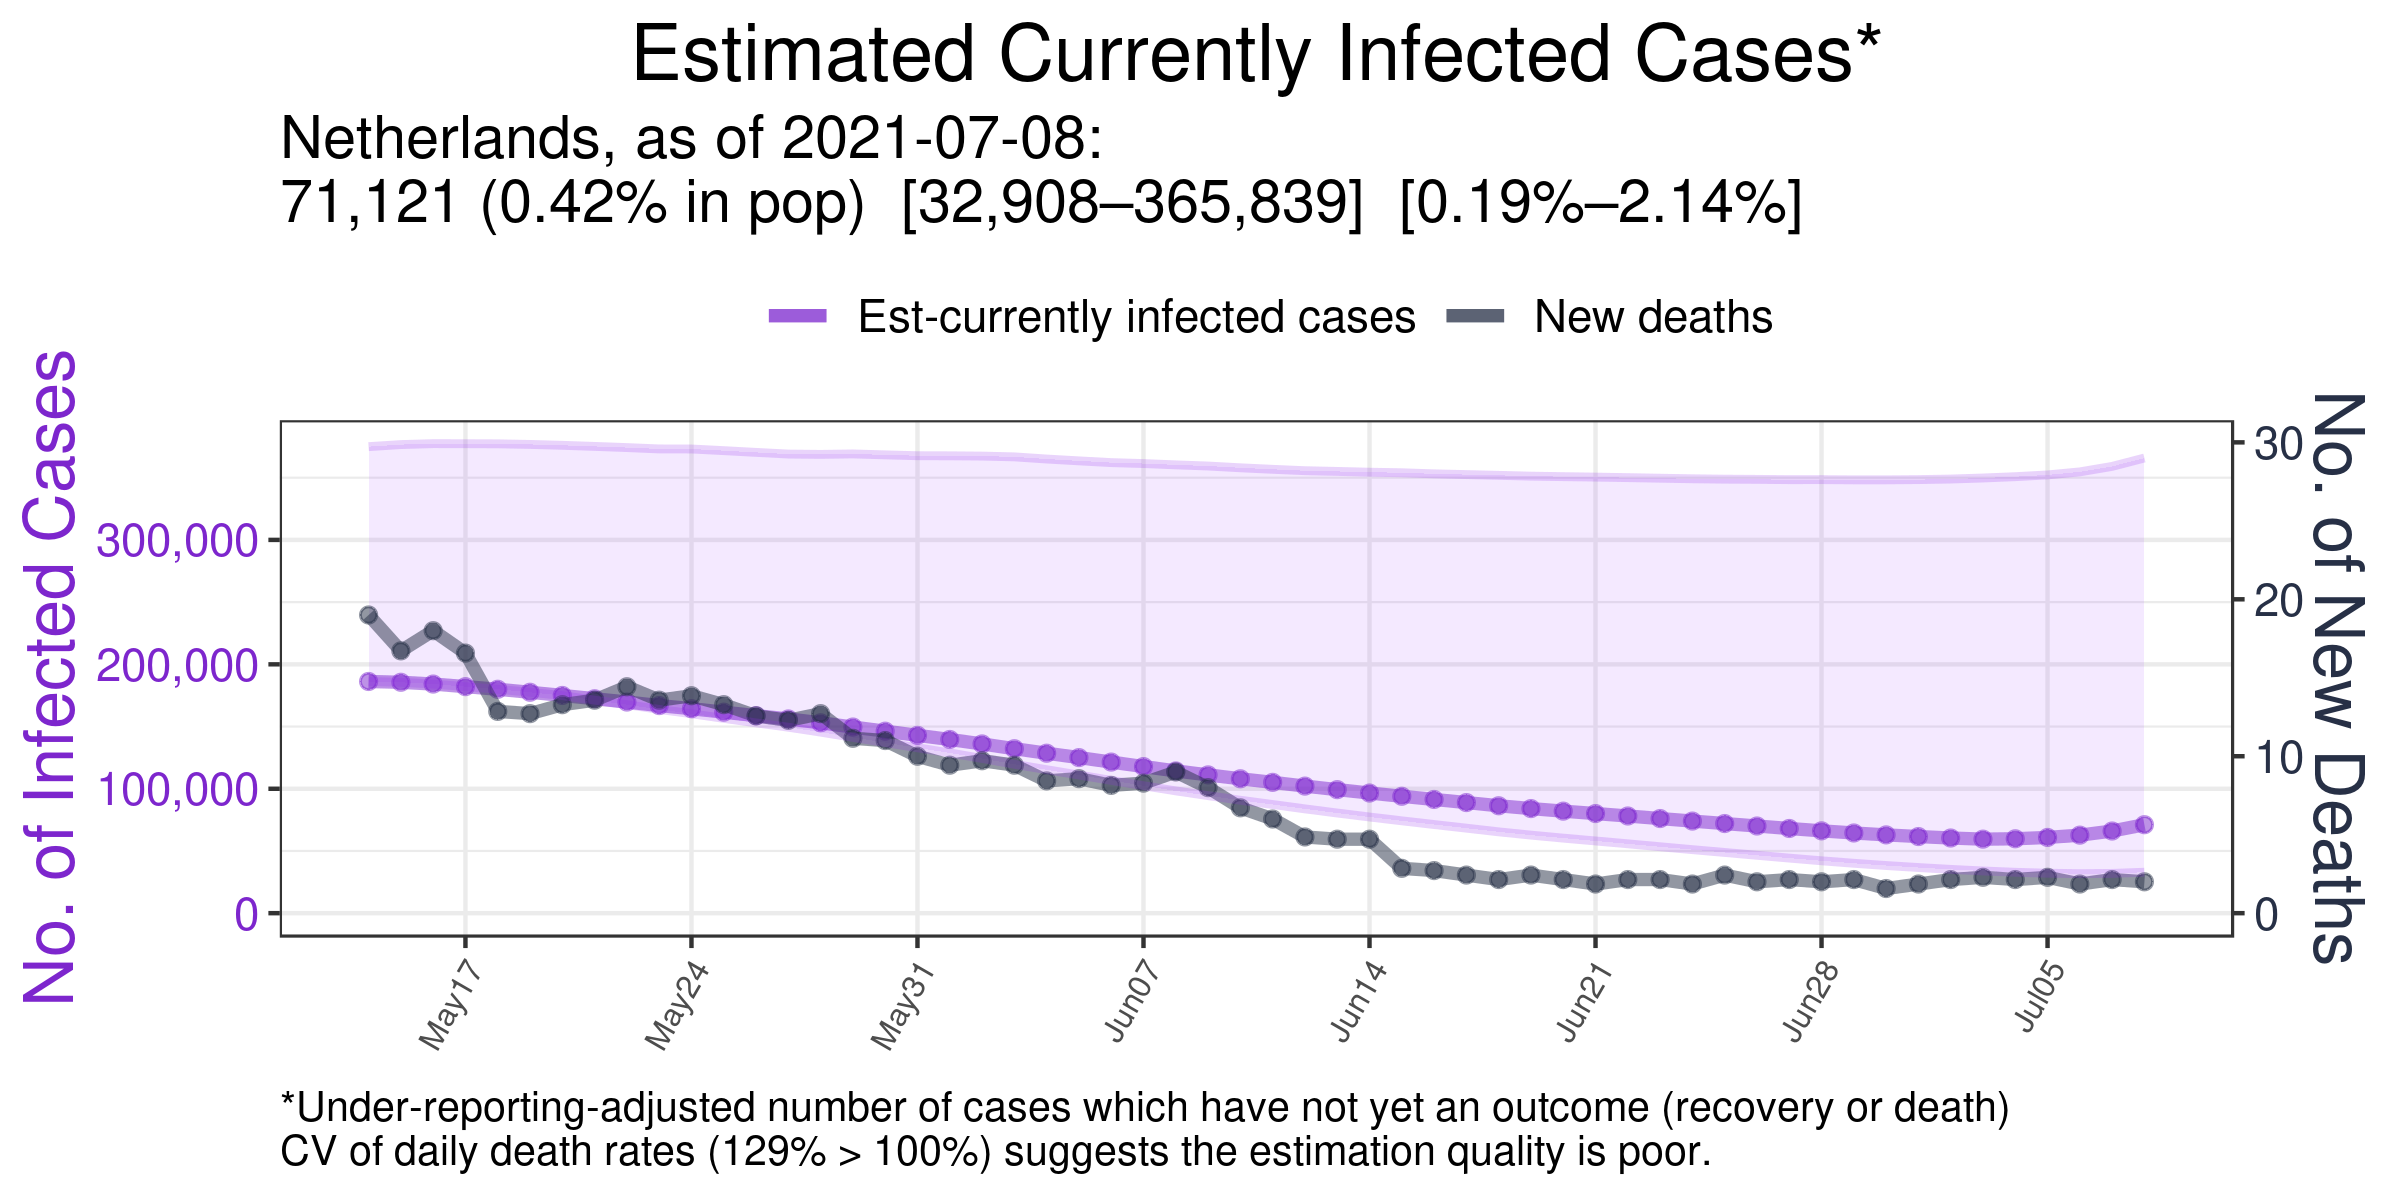 Estimated Currently Infected Cases*
Netherlands, as of 2021-07-08:
71,121 (0.42% in pop)  [32,908–365,839]  [0.19%–2.14%]
Est-currently infected cases
New deaths
No. of Infected Cases
300,000
200,000
100,000
0
30
20
10
0
No. of New Deaths
May17
May24
May31
Jun07
Jun14
Jun21
Jun28
Jul05
*Under-reporting-adjusted number of cases which have not yet an outcome (recovery or death)
CV of daily death rates (129% > 100%) suggests the estimation quality is poor.